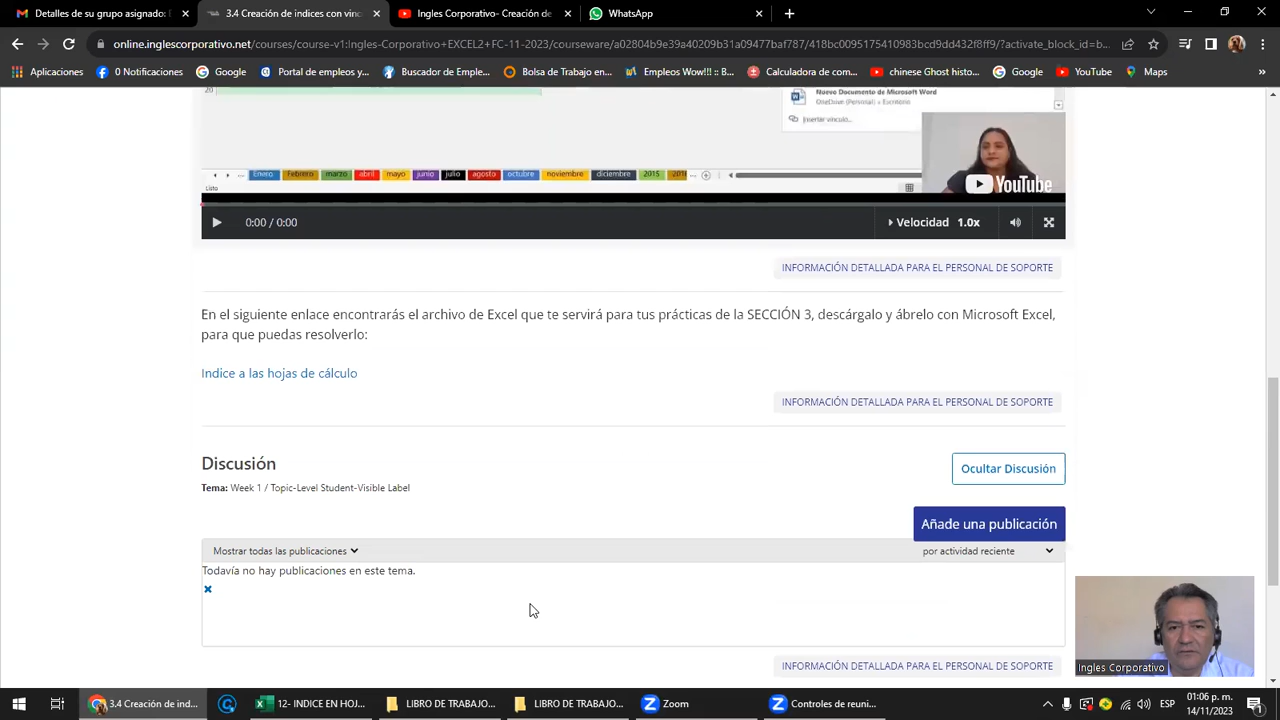 Detalles de su grupo asignado: I
3.4 Creación de indices con vinc
Ingles Corporativo- Creación de
WhatsApp
online.inglescorporativo.net/courses/course-v1:Ingles-Corporativo+EXCEL2+FC-11-2023/courseware/a02804b9e39a40209b31a09477baf787/418bc0095175410983bcd9dd432f8ff9/?activate_block_id=b...
Aplicaciones
0 Notificaciones
Google
Portal de empleos y...
Buscador de Emple...
Bolsa de Trabajo en...
Empleos Wow!!! :: B...
Calculadora de com...
chinese Ghost histo...
Google
YouTube
Maps
20
Nuevo Documento de Microsoft Word
OneDrive (Personal) » Escritorio
Insertar vínculo...
Enero Febrero marzo abril mayo junio julio agosto octubre noviembre diciembre 2015 2016
Listo
YouTube
0:00 / 0:00
Velocidad 1.0x
INFORMACIÓN DETALLADA PARA EL PERSONAL DE SOPORTE
En el siguiente enlace encontrarás el archivo de Excel que te servirá para tus prácticas de la SECCIÓN 3, descárgalo y ábrelo con Microsoft Excel,
para que puedas resolverlo:
Indice a las hojas de cálculo
INFORMACIÓN DETALLADA PARA EL PERSONAL DE SOPORTE
Discusión
Ocultar Discusión
Tema: Week 1 / Topic-Level Student-Visible Label
Añade una publicación
Mostrar todas las publicaciones
por actividad reciente
Todavía no hay publicaciones en este tema.
INFORMACIÓN DETALLADA PARA EL PERSONAL DE SOPORTE
Ingles Corporativo
3.4 Creación de ind...
12- INDICE EN HOJ...
LIBRO DE TRABAJO...
LIBRO DE TRABAJO...
Zoom
Controles de reuni...
ESP
01:06 p. m.
14/11/2023